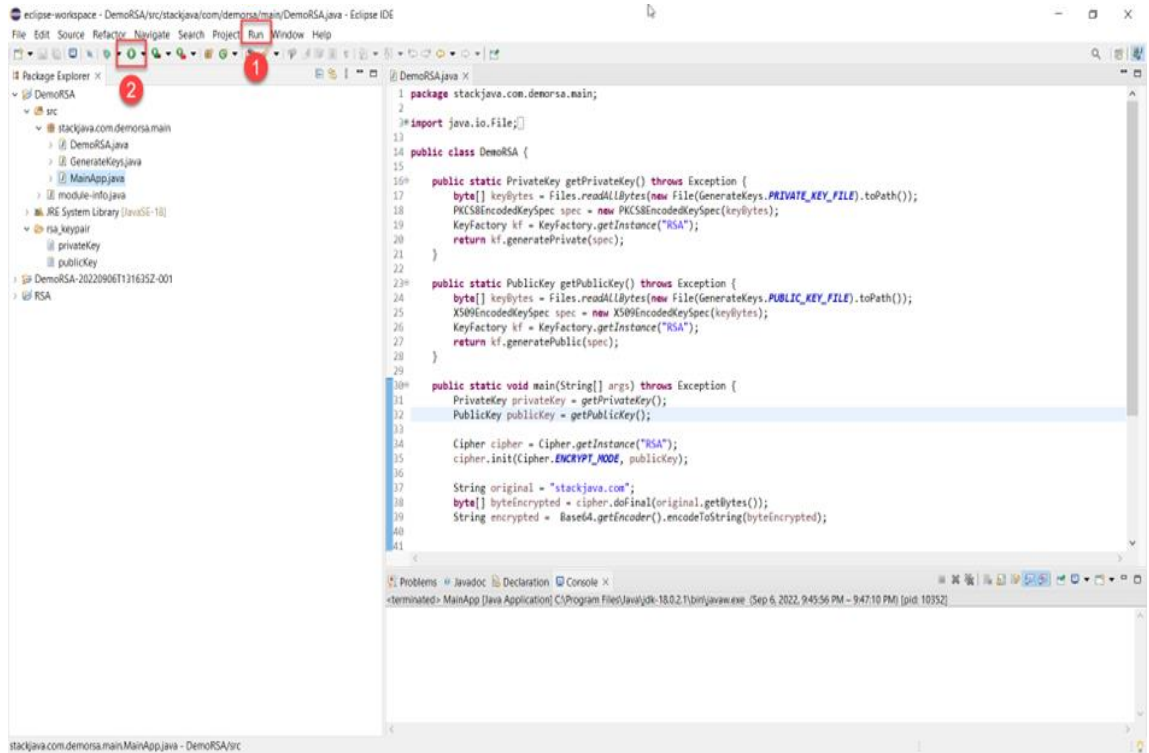 eclipse-workspace - DemoRSA/src/stackjava/com/demorsa/main/DemoRSA.java - Eclipse IDE
File Edit Source Refactor Navigate Search Project Run Window Help
1
2
Package Explorer
DemoRSA
src
stackjava.com.demorsa.main
DemoRSA.java
GenerateKeys.java
MainApp.java
module-info.java
JRE System Library [JavaSE-18]
rsa_keypair
privateKey
publicKey
DemoRSA-20220906T131635Z-001
RSA
DemoRSA.java
1 package stackjava.com.demorsa.main;
2
3 import java.io.File;
13
14 public class DemoRSA {
15
16 public static PrivateKey getPrivateKey() throws Exception {
17 byte[] keyBytes = Files.readAllBytes(new File(GenerateKeys.PRIVATE_KEY_FILE).toPath());
18 PKCS8EncodedKeySpec spec = new PKCS8EncodedKeySpec(keyBytes);
19 KeyFactory kf = KeyFactory.getInstance("RSA");
20 return kf.generatePrivate(spec);
21 }
22
23 public static PublicKey getPublicKey() throws Exception {
24 byte[] keyBytes = Files.readAllBytes(new File(GenerateKeys.PUBLIC_KEY_FILE).toPath());
25 X509EncodedKeySpec spec = new X509EncodedKeySpec(keyBytes);
26 KeyFactory kf = KeyFactory.getInstance("RSA");
27 return kf.generatePublic(spec);
28 }
29
30 public static void main(String[] args) throws Exception {
31 PrivateKey privateKey = getPrivateKey();
32 PublicKey publicKey = getPublicKey();
33
34 Cipher cipher = Cipher.getInstance("RSA");
35 cipher.init(Cipher.ENCRYPT_MODE, publicKey);
36
37 String original = "stackjava.com";
38 byte[] byteEncrypted = cipher.doFinal(original.getBytes());
39 String encrypted = Base64.getEncoder().encodeToString(byteEncrypted);
40
41
Problems Javadoc Declaration Console
<terminated> MainApp [Java Application] C:\Program Files\Java\jdk-18.0.2.1\bin\javaw.exe (Sep 6, 2022, 9:45:56 PM – 9:47:10 PM) [pid: 10352]
stackjava.com.demorsa.main.MainApp.java - DemoRSA/src